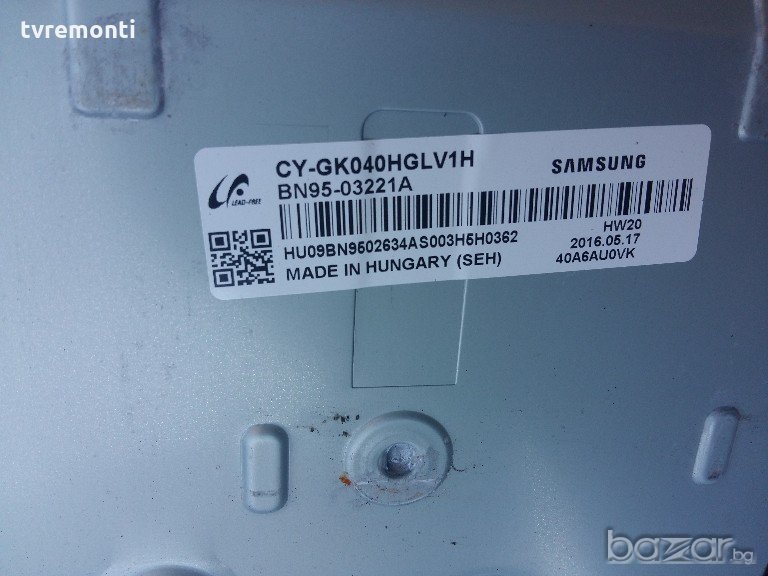 tvremonti
CY-GK040HGLV1H
SAMSUNG
BN95-03221A
LEAD-FREE
HW20
HU09BN9502634AS003H5H0362
2016.05.17
MADE IN HUNGARY (SEH)
40A6AU0VK
bazar.bg